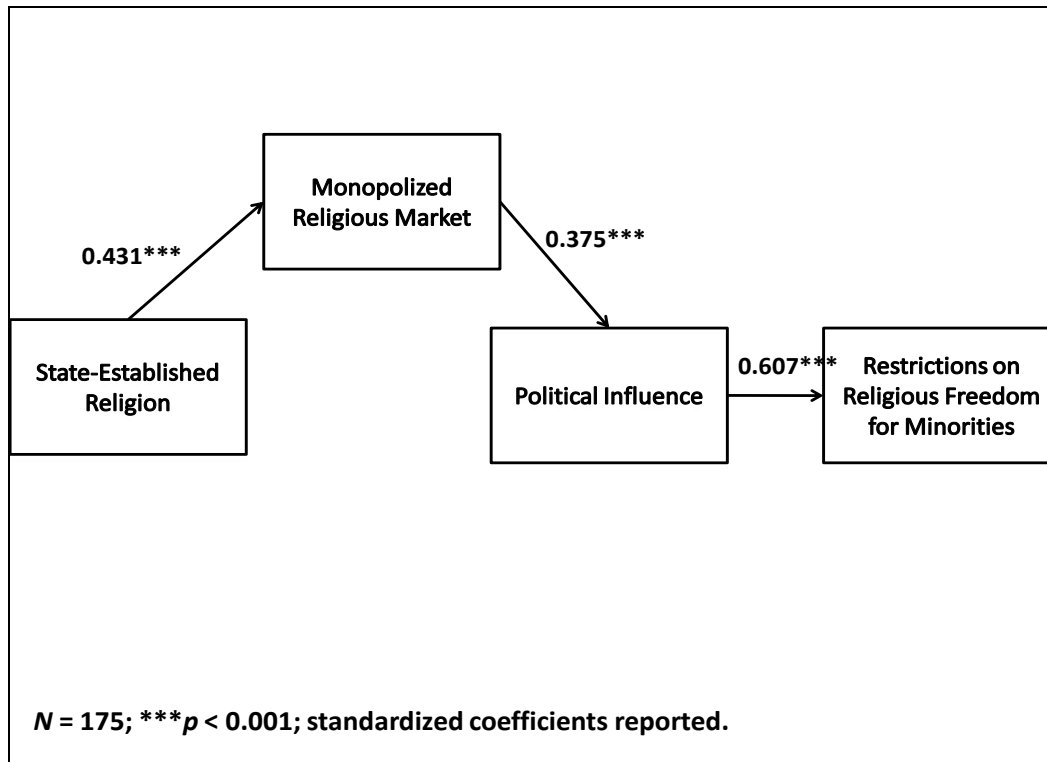 Monopolized
Religious Market
0.431***
0.375***
State-Established
Religion
Political Influence
0.607***
Restrictions on
Religious Freedom
for Minorities
N = 175; ***p < 0.001; standardized coefficients reported.